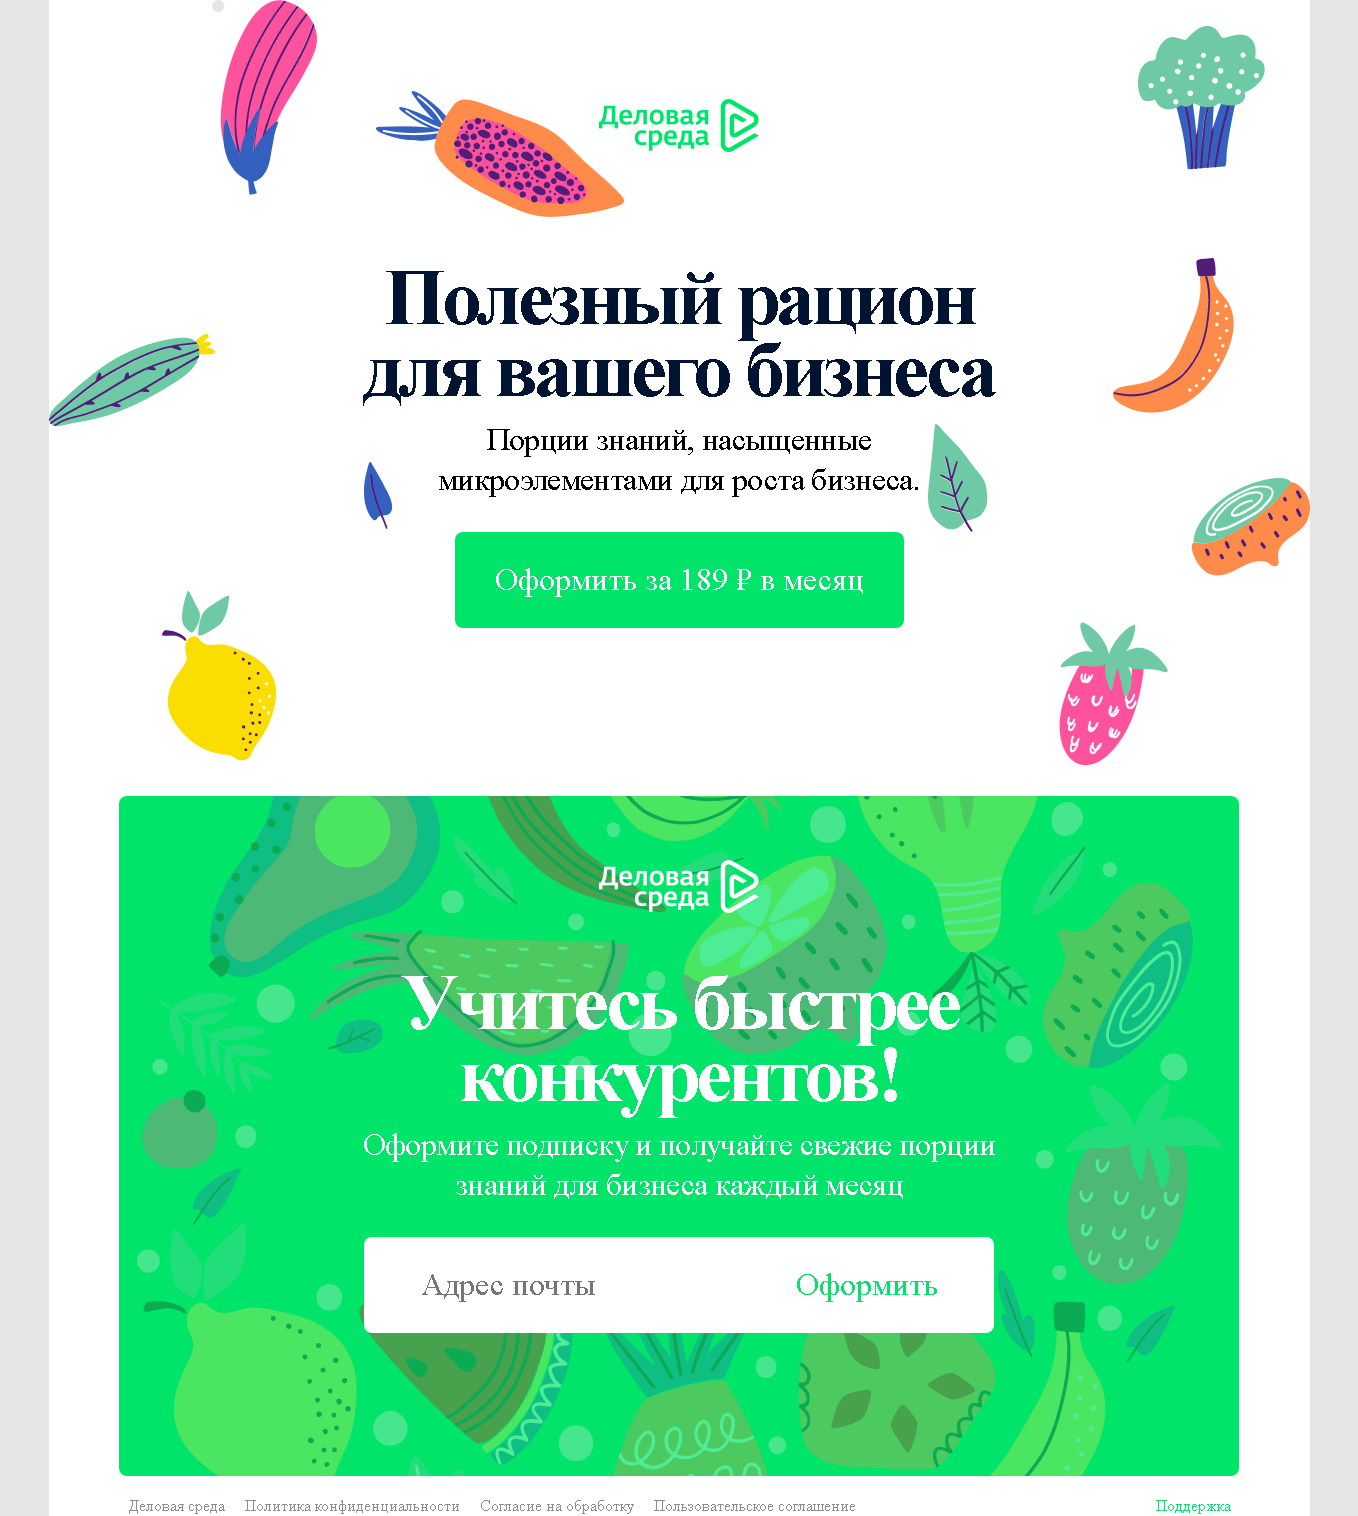 Деловая
среда
Полезный рацион
для вашего бизнеса
Порции знаний, насыщенные
микроэлементами для роста бизнеса.
Оформить за 189 ₽ в месяц
Деловая
среда
Учитесь быстрее
конкурентов!
Оформите подписку и получайте свежие порции
знаний для бизнеса каждый месяц
Адрес почты Оформить
Деловая среда Политика конфиденциальности Согласие на обработку Пользовательское соглашение Поддержка